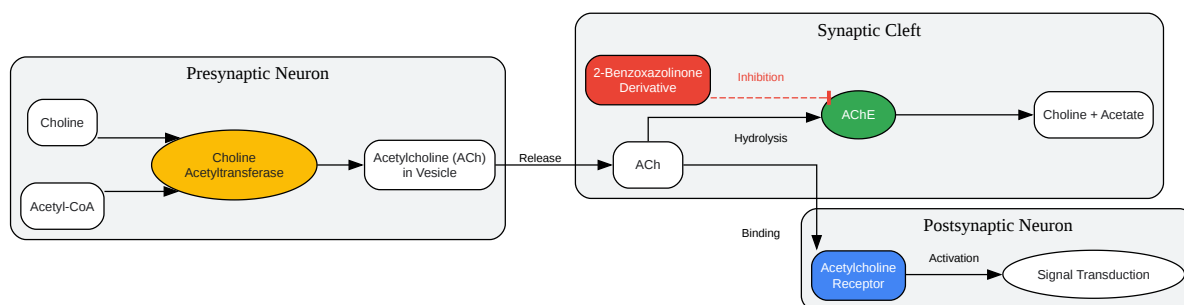 Presynaptic Neuron
Choline
Acetyl-CoA
Choline
Acetyltransferase
Acetylcholine (ACh)
in Vesicle
Release
Synaptic Cleft
2-Benzoxazolinone
Derivative
Inhibition
AChE
Choline + Acetate
Hydrolysis
ACh
Binding
Postsynaptic Neuron
Acetylcholine
Receptor
Activation
Signal Transduction